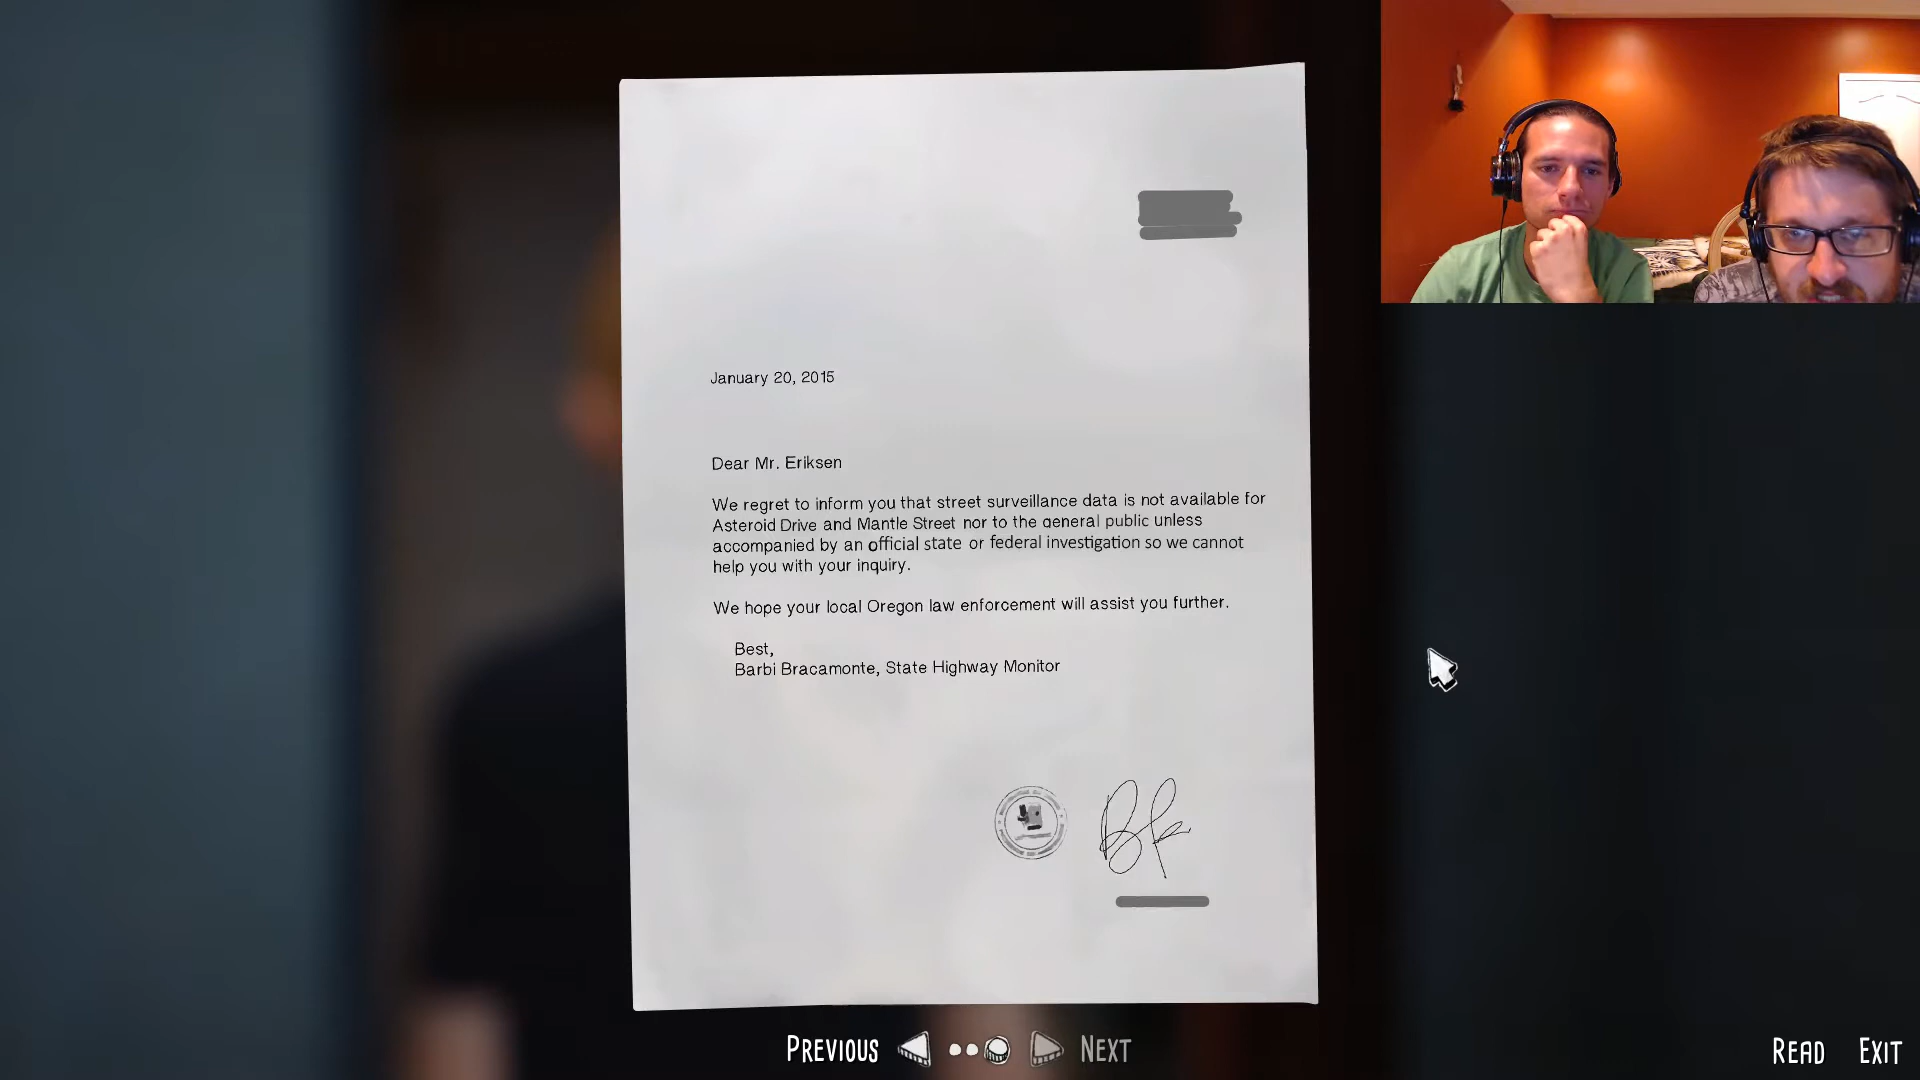 January 20, 2015
Dear Mr. Eriksen
We regret to inform you that street surveillance data is not available for
Asteroid Drive and Mantle Street nor to the general public unless
accompanied by an official state or federal investigation so we cannot
help you with your inquiry.
We hope your local Oregon law enforcement will assist you further.
Best,
Barbi Bracamonte, State Highway Monitor
PREVIOUS
NEXT
READ
EXIT